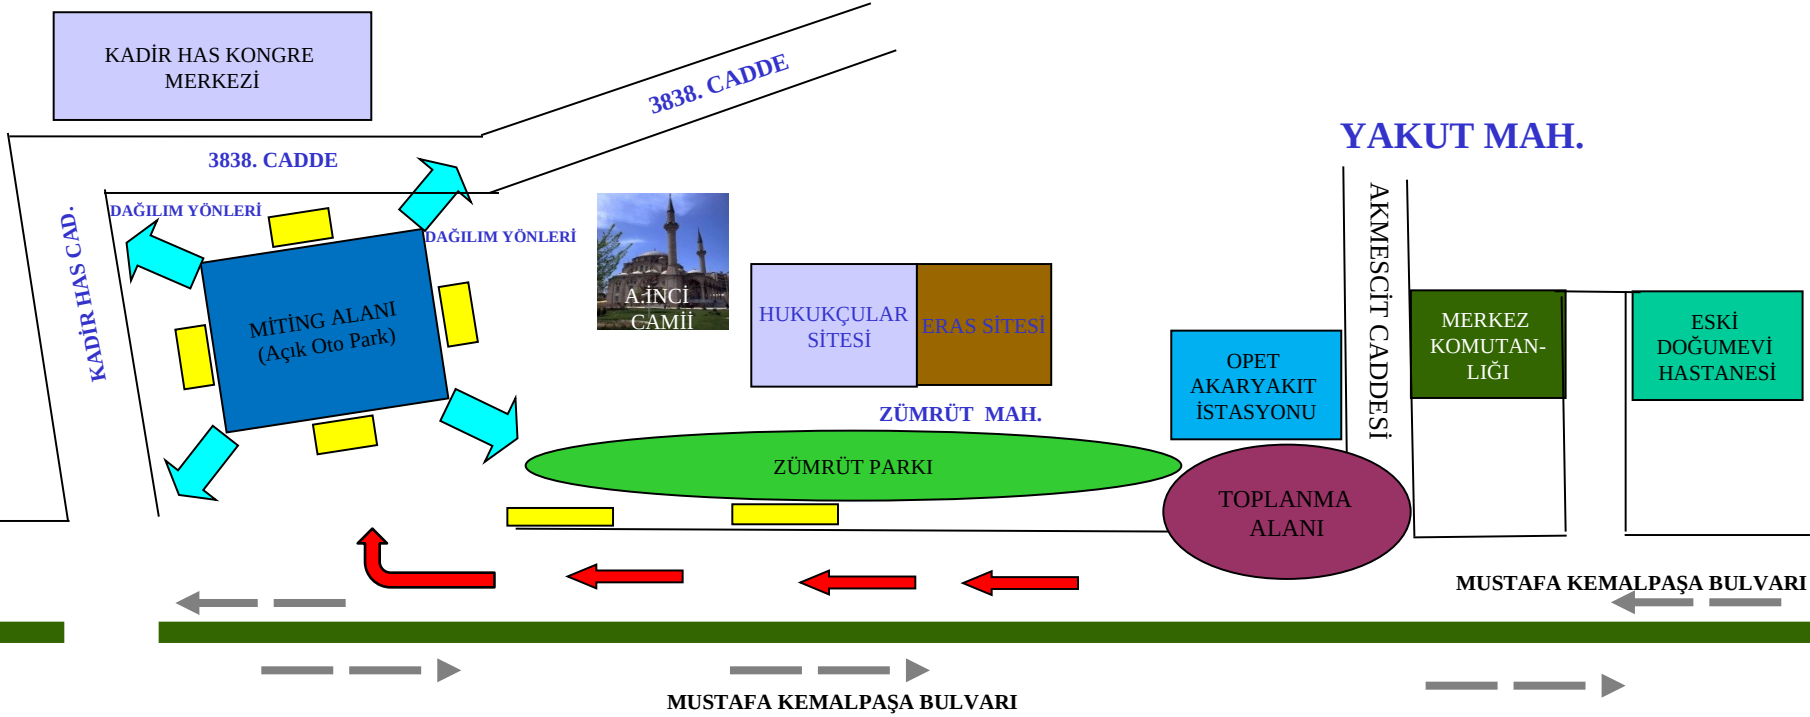 KADİR HAS KONGRE
MERKEZİ
3838. CADDE
YAKUT MAH.
3838. CADDE
DAĞILIM YÖNLERİ
DAĞILIM YÖNLERİ
KADİR HAS CAD.
MİTİNG ALANI
(Açık Oto Park)
A.İNCİ
CAMİİ
HUKUKÇULAR
SİTESİ
ERAS SİTESİ
AKMESCİT CADDESİ
MERKEZ
KOMUTAN-
LIĞI
ESKİ
DOĞUMEVİ
HASTANESİ
OPET
AKARYAKIT
İSTASYONU
ZÜMRÜT MAH.
ZÜMRÜT PARKI
TOPLANMA
ALANI
MUSTAFA KEMALPAŞA BULVARI
MUSTAFA KEMALPAŞA BULVARI